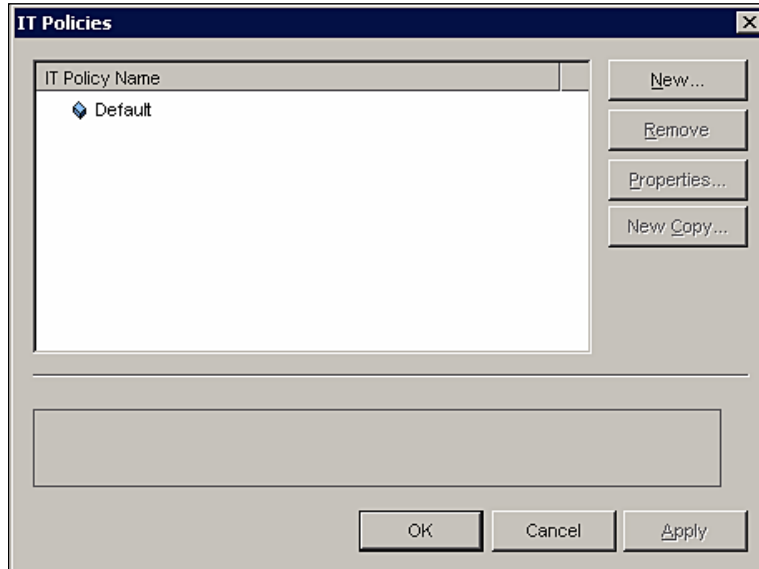 IT Policies
IT Policy Name
Default
New...
Remove
Properties...
New Copy...
OK
Cancel
Apply